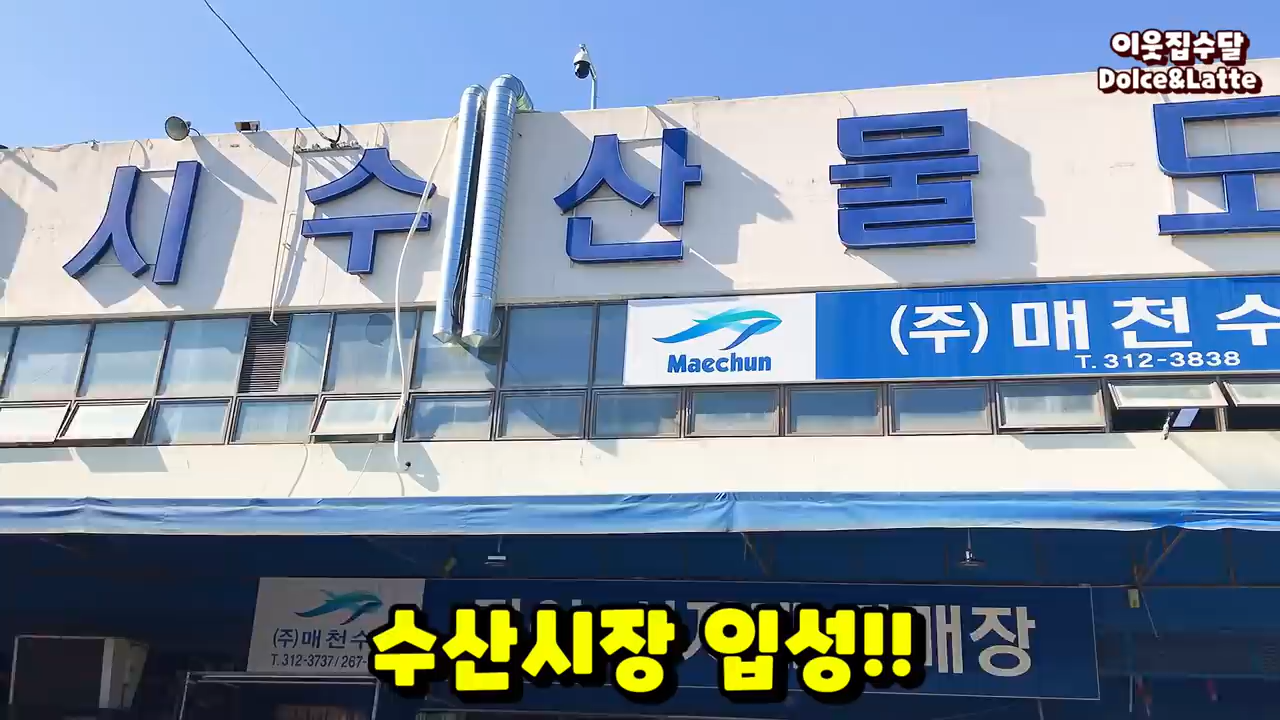 이웃집수달
Dolce&Latte
시수산물도
(주)매천수
T. 312-3838
Maechun
(주)매천수
T. 312-3737/ 267-
매장
수산시장 입성!!